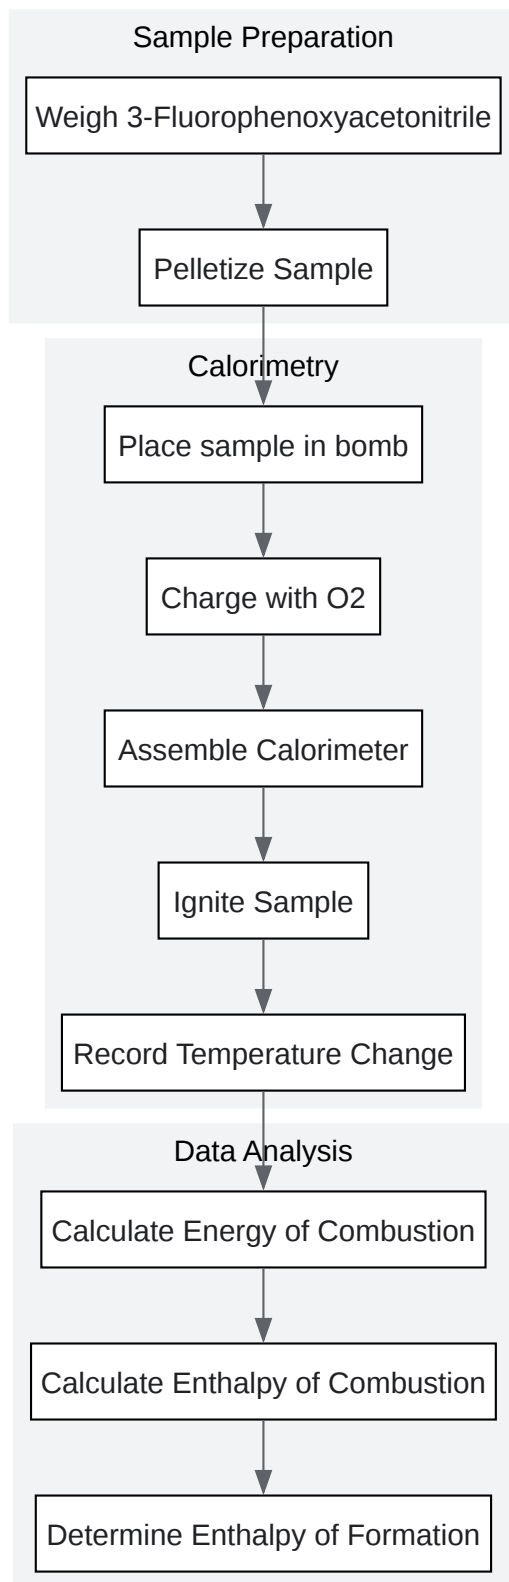 Sample Preparation
Weigh 3-Fluorophenoxyacetonitrile
Pelletize Sample
Calorimetry
Place sample in bomb
Charge with O2
Assemble Calorimeter
Ignite Sample
Record Temperature Change
Data Analysis
Calculate Energy of Combustion
Calculate Enthalpy of Combustion
Determine Enthalpy of Formation